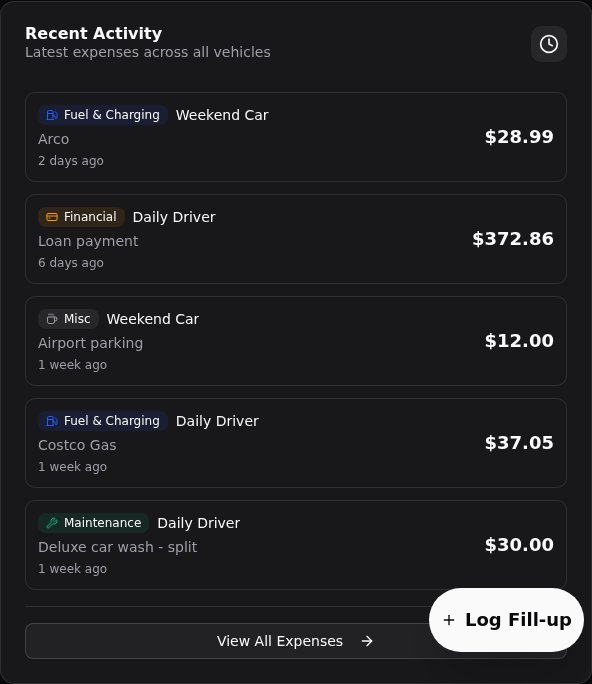 Recent Activity
Latest expenses across all vehicles
Fuel & Charging Weekend Car
Arco
2 days ago
$28.99
Financial Daily Driver
Loan payment
6 days ago
$372.86
Misc Weekend Car
Airport parking
1 week ago
$12.00
Fuel & Charging Daily Driver
Costco Gas
1 week ago
$37.05
Maintenance Daily Driver
Deluxe car wash - split
1 week ago
$30.00
+ Log Fill-up
View All Expenses →